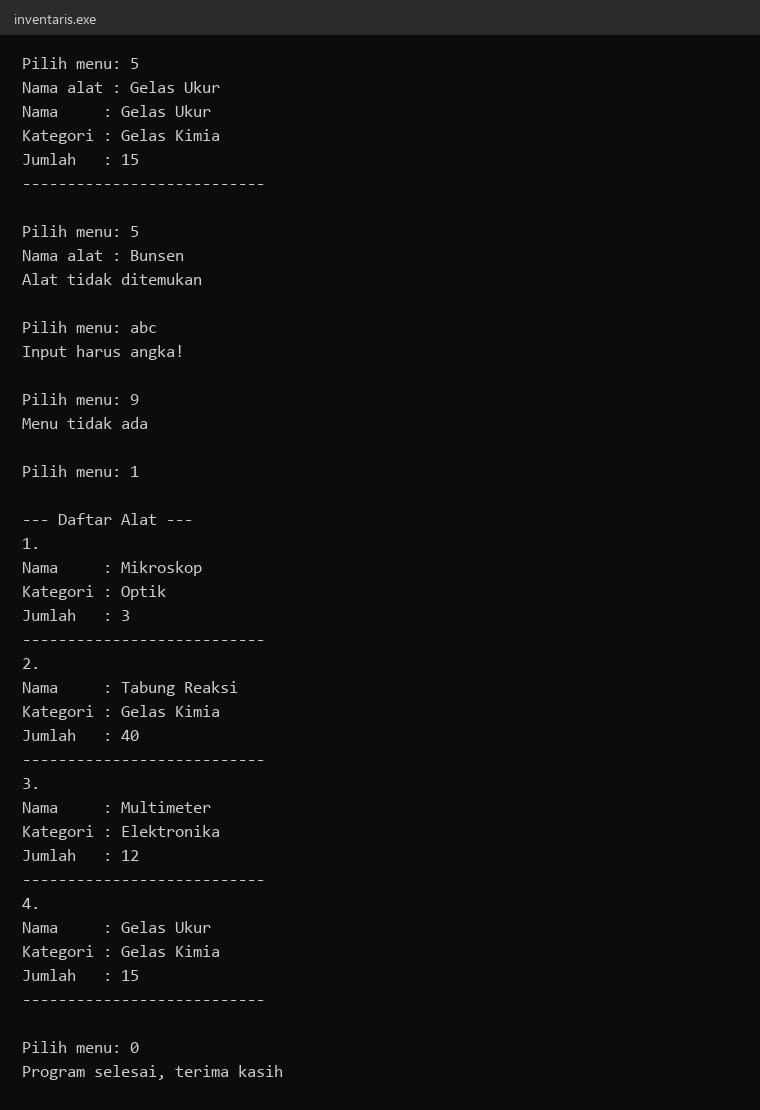 inventaris.exe
Pilih menu: 5
Nama alat : Gelas Ukur
Nama     : Gelas Ukur
Kategori : Gelas Kimia
Jumlah   : 15
---------------------------
Pilih menu: 5
Nama alat : Bunsen
Alat tidak ditemukan
Pilih menu: abc
Input harus angka!
Pilih menu: 9
Menu tidak ada
Pilih menu: 1
--- Daftar Alat ---
1.
Nama     : Mikroskop
Kategori : Optik
Jumlah   : 3
---------------------------
2.
Nama     : Tabung Reaksi
Kategori : Gelas Kimia
Jumlah   : 40
---------------------------
3.
Nama     : Multimeter
Kategori : Elektronika
Jumlah   : 12
---------------------------
4.
Nama     : Gelas Ukur
Kategori : Gelas Kimia
Jumlah   : 15
---------------------------
Pilih menu: 0
Program selesai, terima kasih